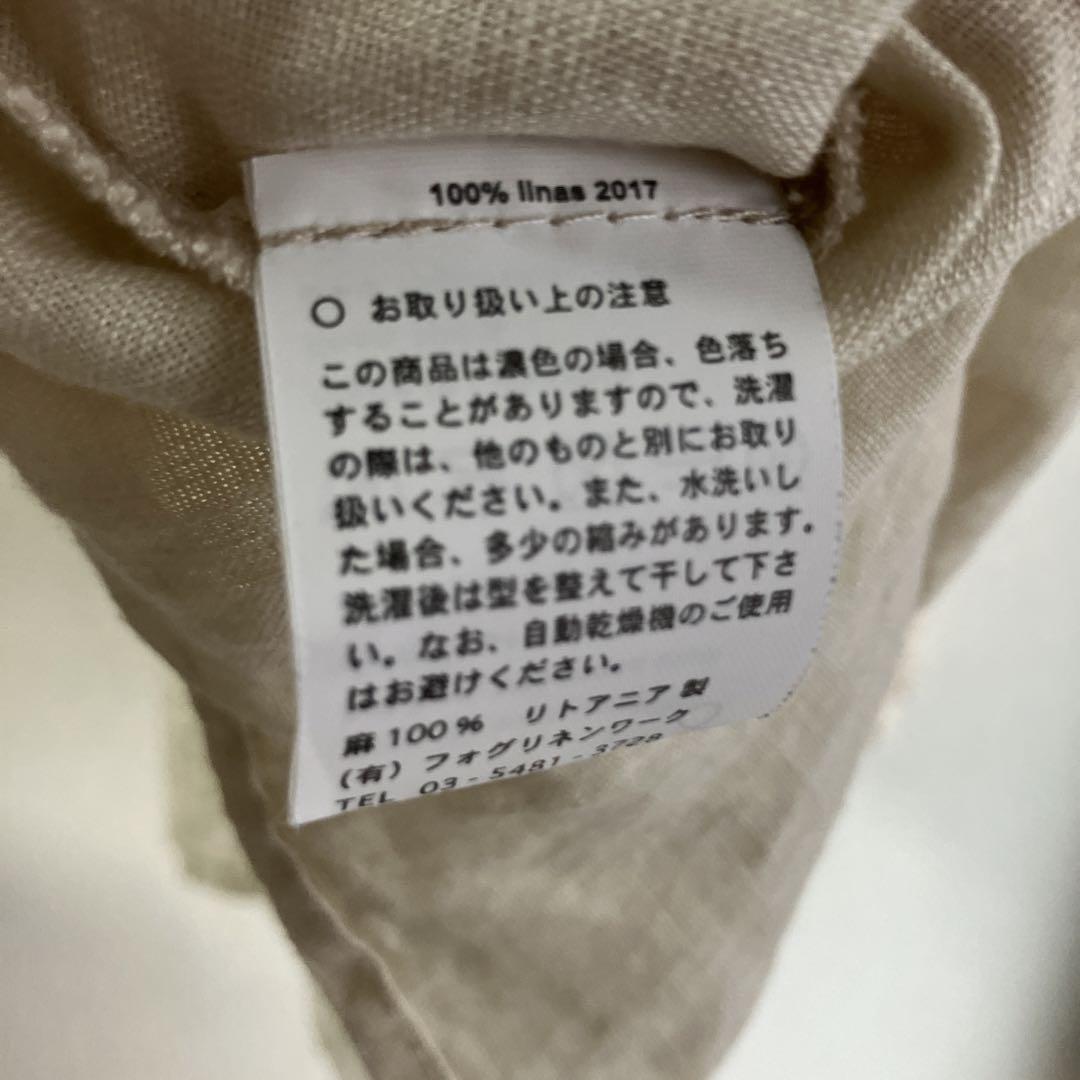 100% linas 2017
○ お取り扱い上の注意
この商品は濃色の場合、色落ち
することがありますので、洗濯
の際は、他のものと別にお取り
扱いください。また、水洗いし
た場合、多少の縮みがあります。
洗濯後は型を整えて干して下さ
い。なお、自動乾燥機のご使用
はお避けください。
麻 100 % リトアニア 製
(有) フォグリネンワーク
TEL 03 - 5481 - 3728